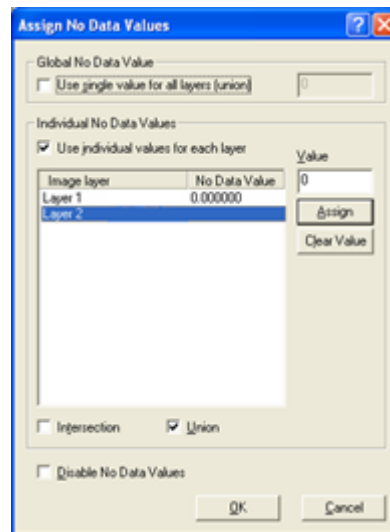 Assign No Data Values
Global No Data Value
Use single value for all layers (union)
0
Individual No Data Values
Use individual values for each layer
Value
Image layer No Data Value
0
Layer 1 0.000000
Layer 2
Assign
Clear Value
Intersection Union
Disable No Data Values
OK Cancel